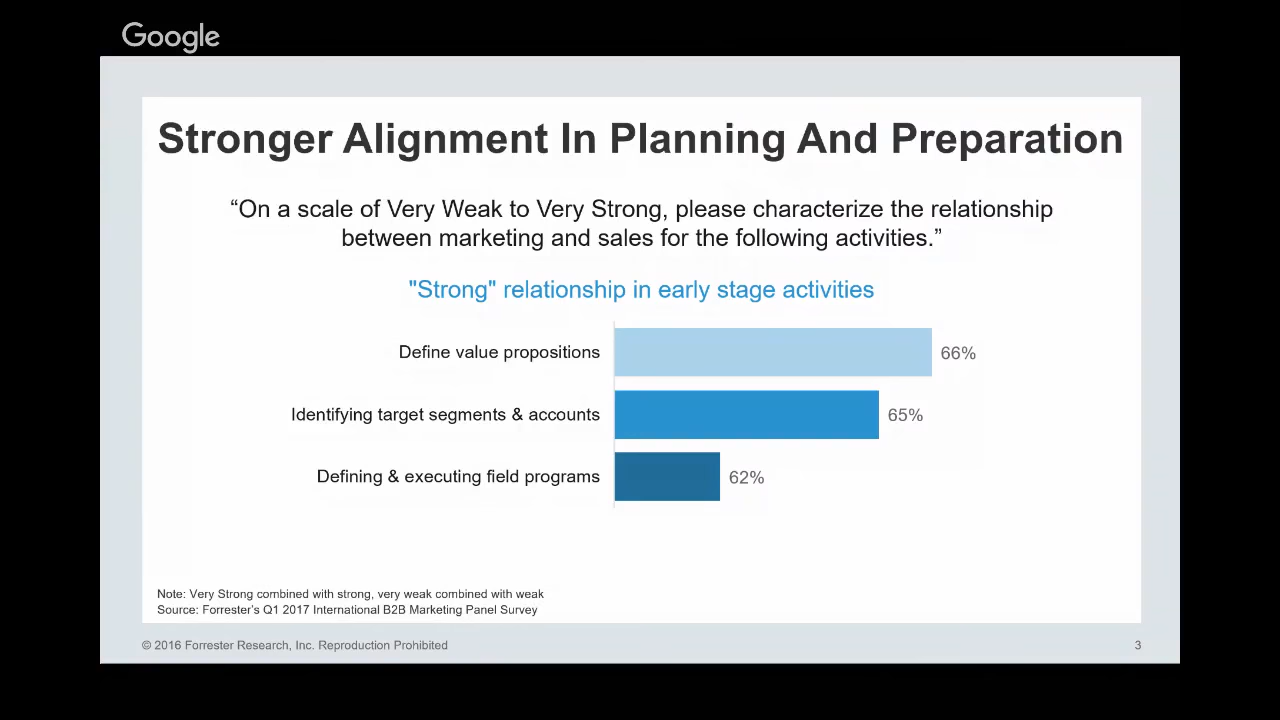 Google
Stronger Alignment In Planning And Preparation
“On a scale of Very Weak to Very Strong, please characterize the relationship
between marketing and sales for the following activities.”
"Strong" relationship in early stage activities
Define value propositions 66%
Identifying target segments & accounts 65%
Defining & executing field programs 62%
Note: Very Strong combined with strong, very weak combined with weak
Source: Forrester’s Q1 2017 International B2B Marketing Panel Survey
© 2016 Forrester Research, Inc. Reproduction Prohibited 3